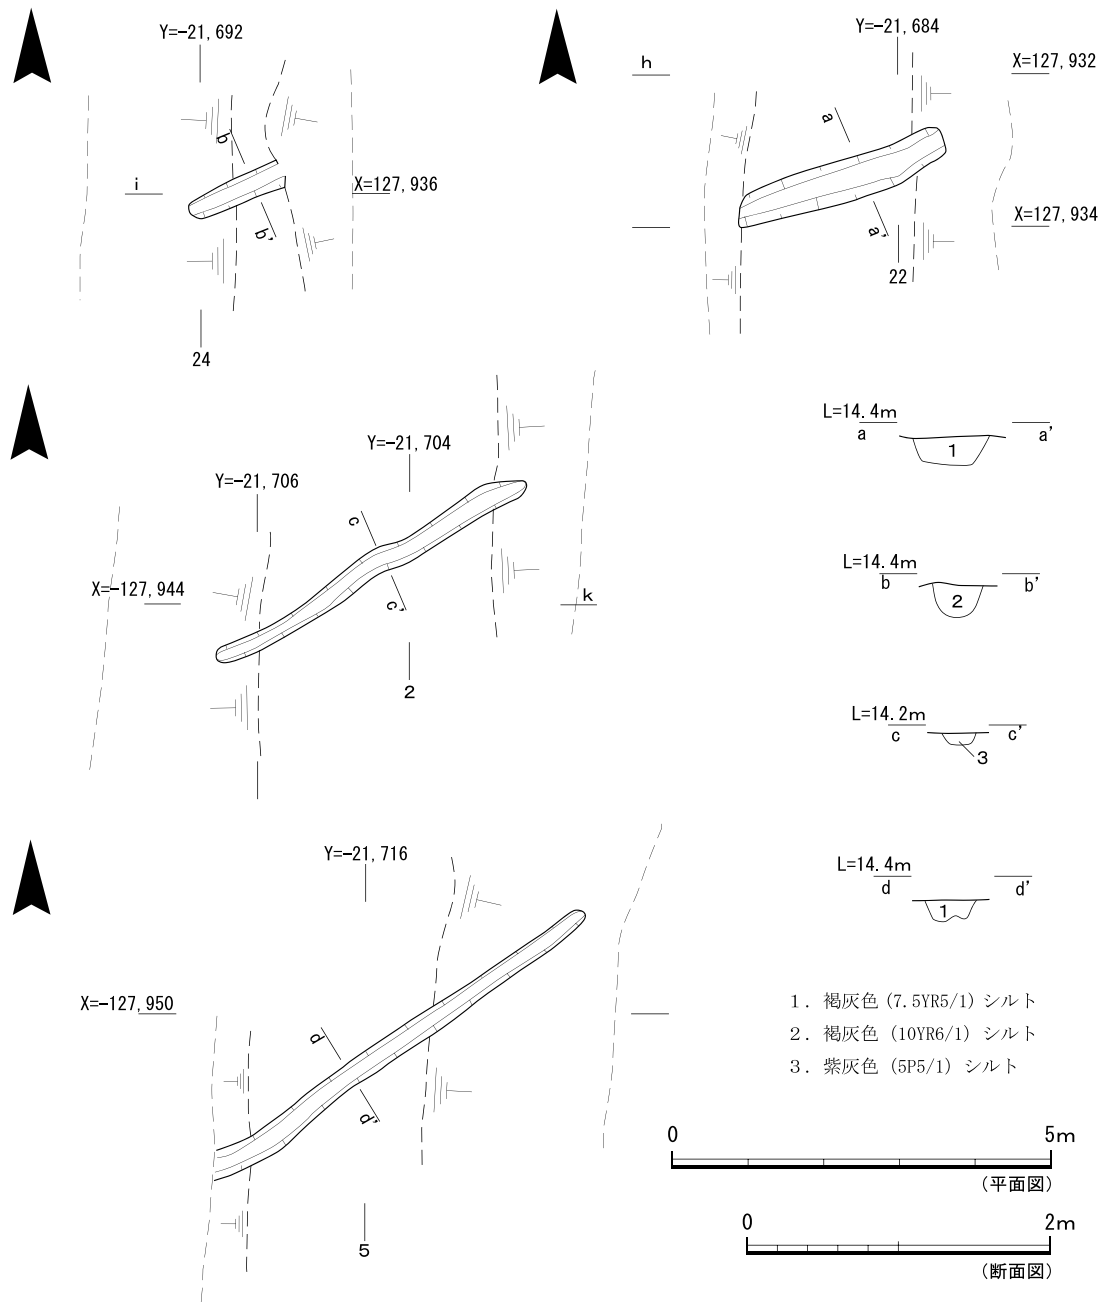 Y=-21,692
b
i
X=127,936
b'
24
Y=-21,684
h
X=127,932
a
X=127,934
a'
22
Y=-21,704
Y=-21,706
c
X=-127,944
c'
k
2
L=14.4m
a
a'
1
L=14.4m
b
b'
2
L=14.2m
c
c'
3
L=14.4m
d
d'
1
Y=-21,716
X=-127,950
d
d'
5
1. 褐灰色 (7.5YR5/1) シルト
2. 褐灰色 (10YR6/1) シルト
3. 紫灰色 (5P5/1) シルト
0 5m
(平面図)
0 2m
(断面図)